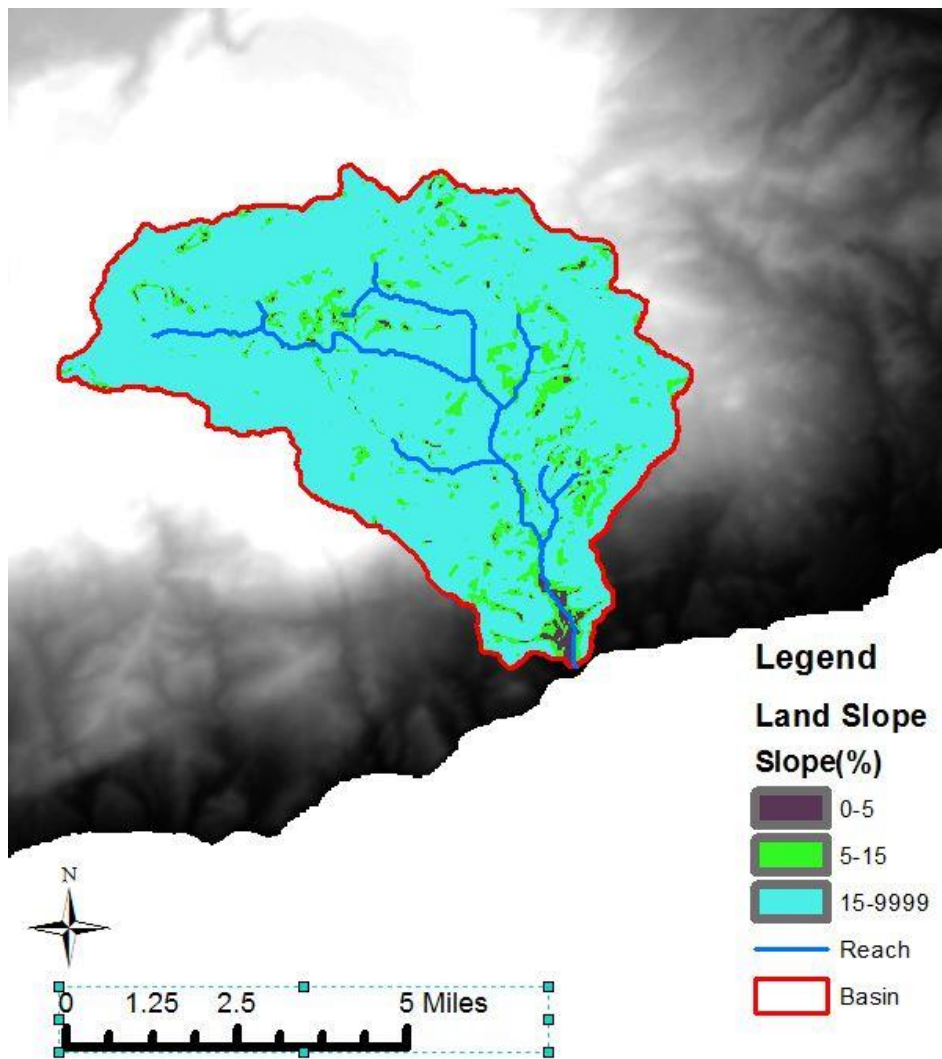 Legend
Land Slope
Slope(%)
0-5
5-15
15-9999
Reach
Basin
N
0 1.25 2.5 5 Miles